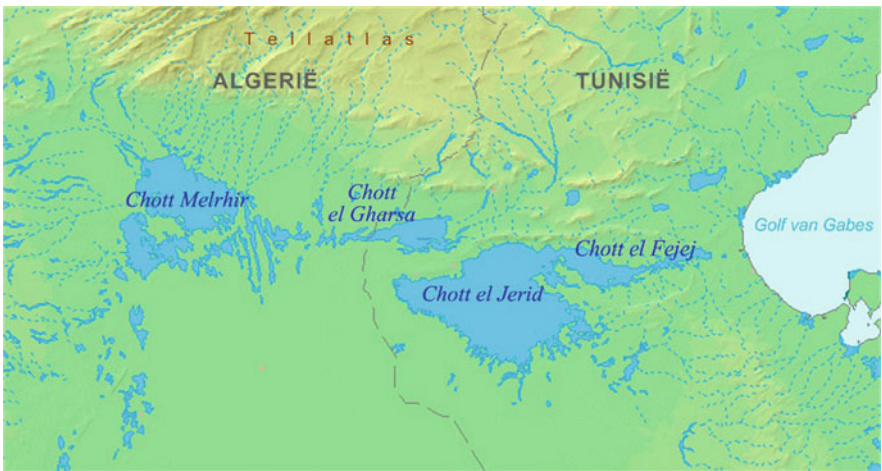 Tellatlas
ALGERIË
TUNISIË
Chott Melrhir
Chott
el Gharsa
Golf van Gabes
Chott el Fejej
Chott el Jerid